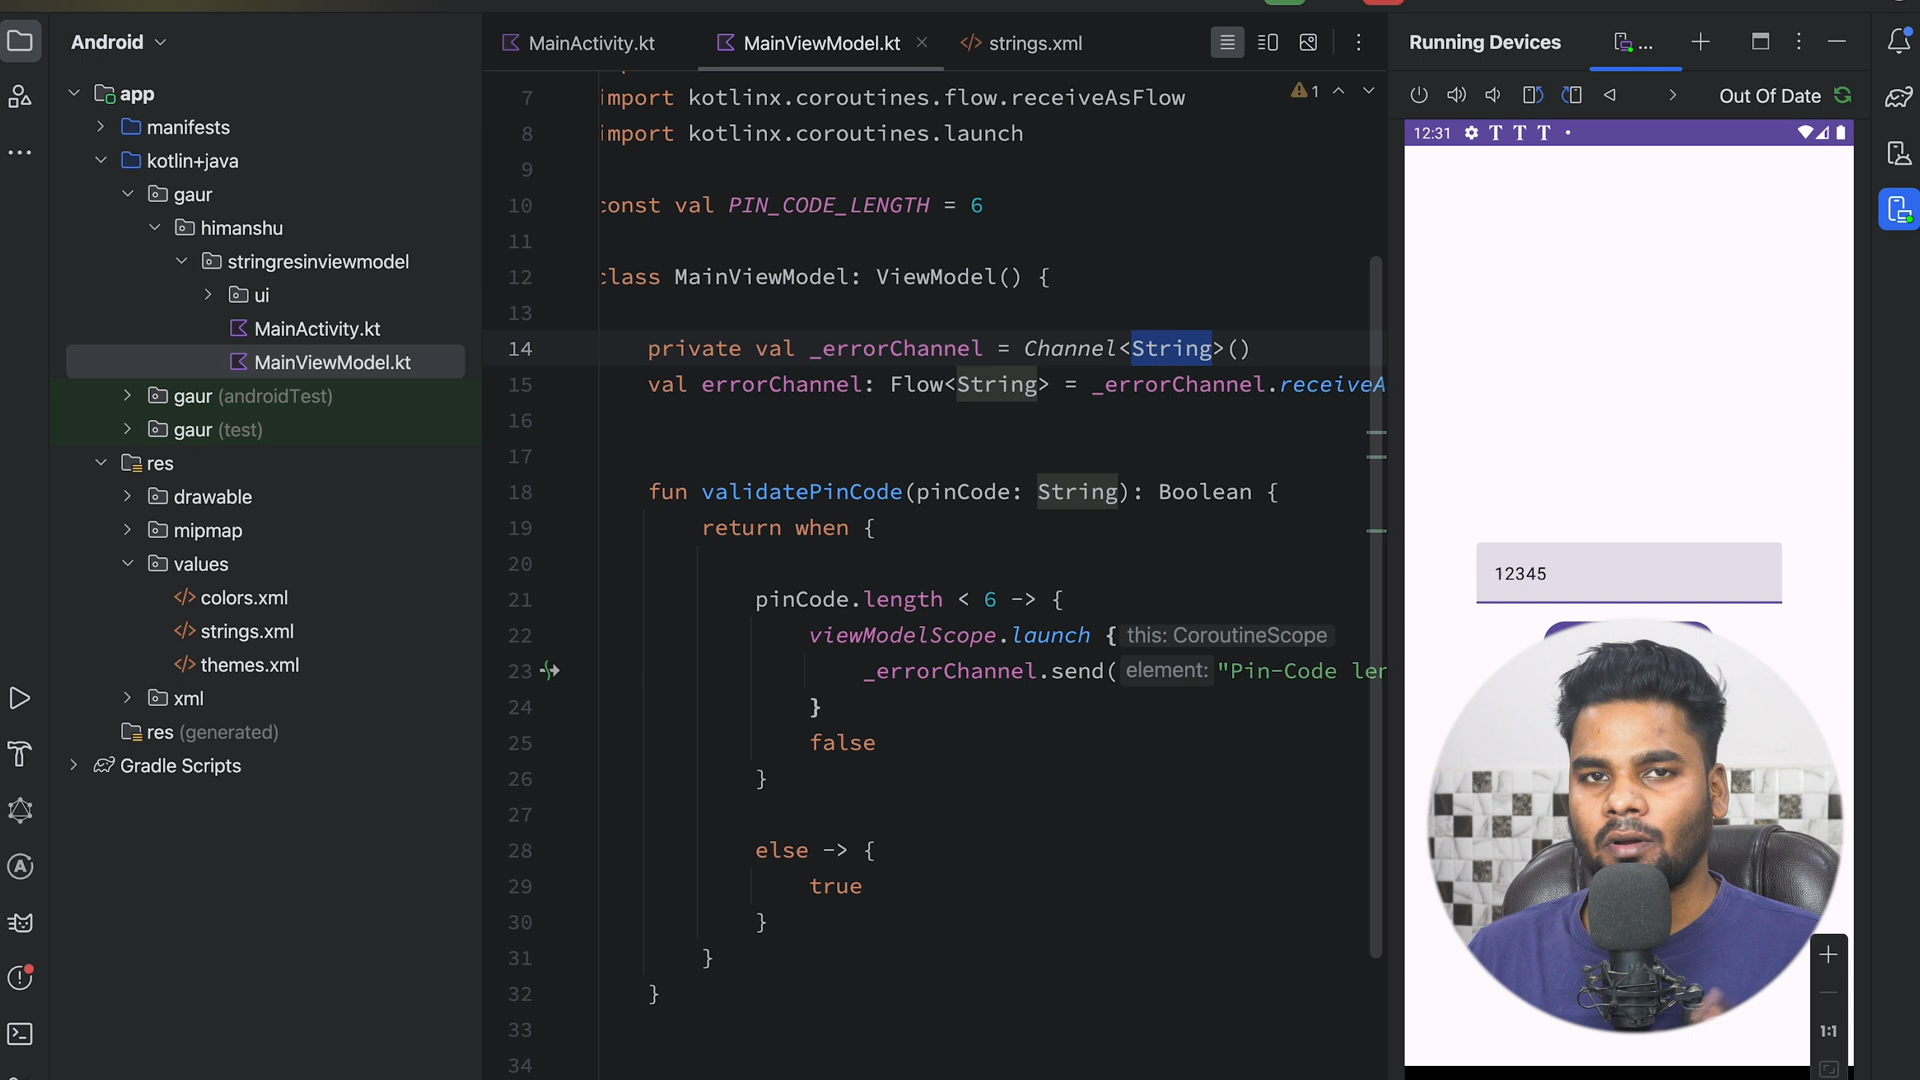 Android
app
manifests
kotlin+java
gaur
himanshu
stringresinviewmodel
ui
MainActivity.kt
MainViewModel.kt
gaur (androidTest)
gaur (test)
res
drawable
mipmap
values
colors.xml
strings.xml
themes.xml
xml
res (generated)
Gradle Scripts
MainActivity.kt
MainViewModel.kt
strings.xml
1
7 import kotlinx.coroutines.flow.receiveAsFlow
8 import kotlinx.coroutines.launch
9
10 const val PIN_CODE_LENGTH = 6
11
12 class MainViewModel: ViewModel() {
13
14 private val _errorChannel = Channel<String>()
15 val errorChannel: Flow<String> = _errorChannel.receiveA
16
17
18 fun validatePinCode(pinCode: String): Boolean {
19 return when {
20
21 pinCode.length < 6 -> {
22 viewModelScope.launch { this: CoroutineScope
23 _errorChannel.send( element: "Pin-Code len
24 }
25 false
26 }
27
28 else -> {
29 true
30 }
31 }
32 }
33
34
Running Devices
...
Out Of Date
12:31 T T T
12345
1:1